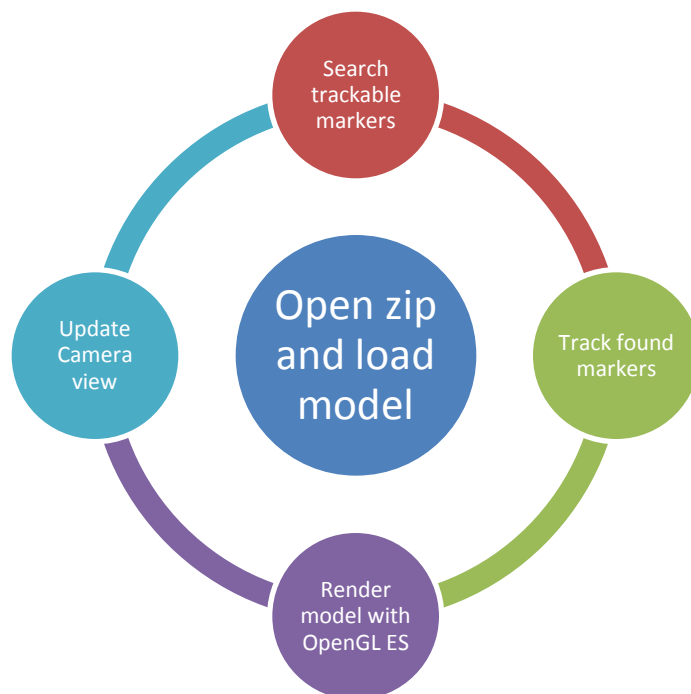 Search
trackable
markers
Open zip
and load
model
Update
Camera
view
Track found
markers
Render
model with
OpenGL ES